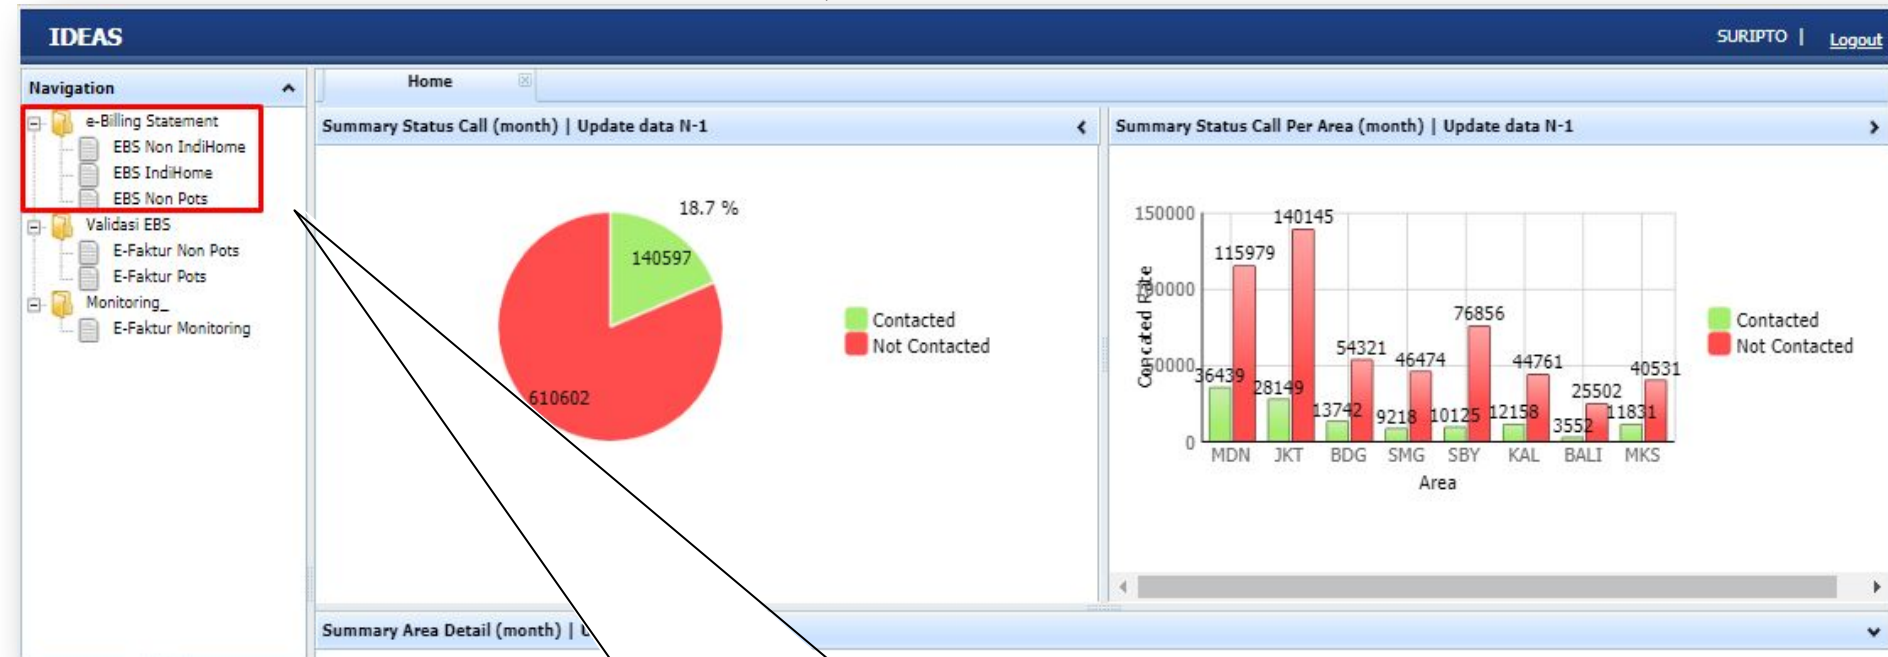 IDEAS
SURIPTO | Logout
Navigation
e-Billing Statement
EBS Non IndiHome
EBS IndiHome
EBS Non Pots
Validasi EBS
E-Faktur Non Pots
E-Faktur Pots
Monitoring_
E-Faktur Monitoring
Home
Summary Status Call (month) | Update data N-1
18.7 %
140597
610602
Contacted
Not Contacted
Summary Status Call Per Area (month) | Update data N-1
Concated Rate
150000
100000
50000
0
36439
115979
28149
140145
13742
54321
9218
46474
10125
76856
12158
44761
3552
25502
11831
40531
MDN JKT BDG SMG SBY KAL BALI MKS
Area
Contacted
Not Contacted
Summary Area Detail (month) |